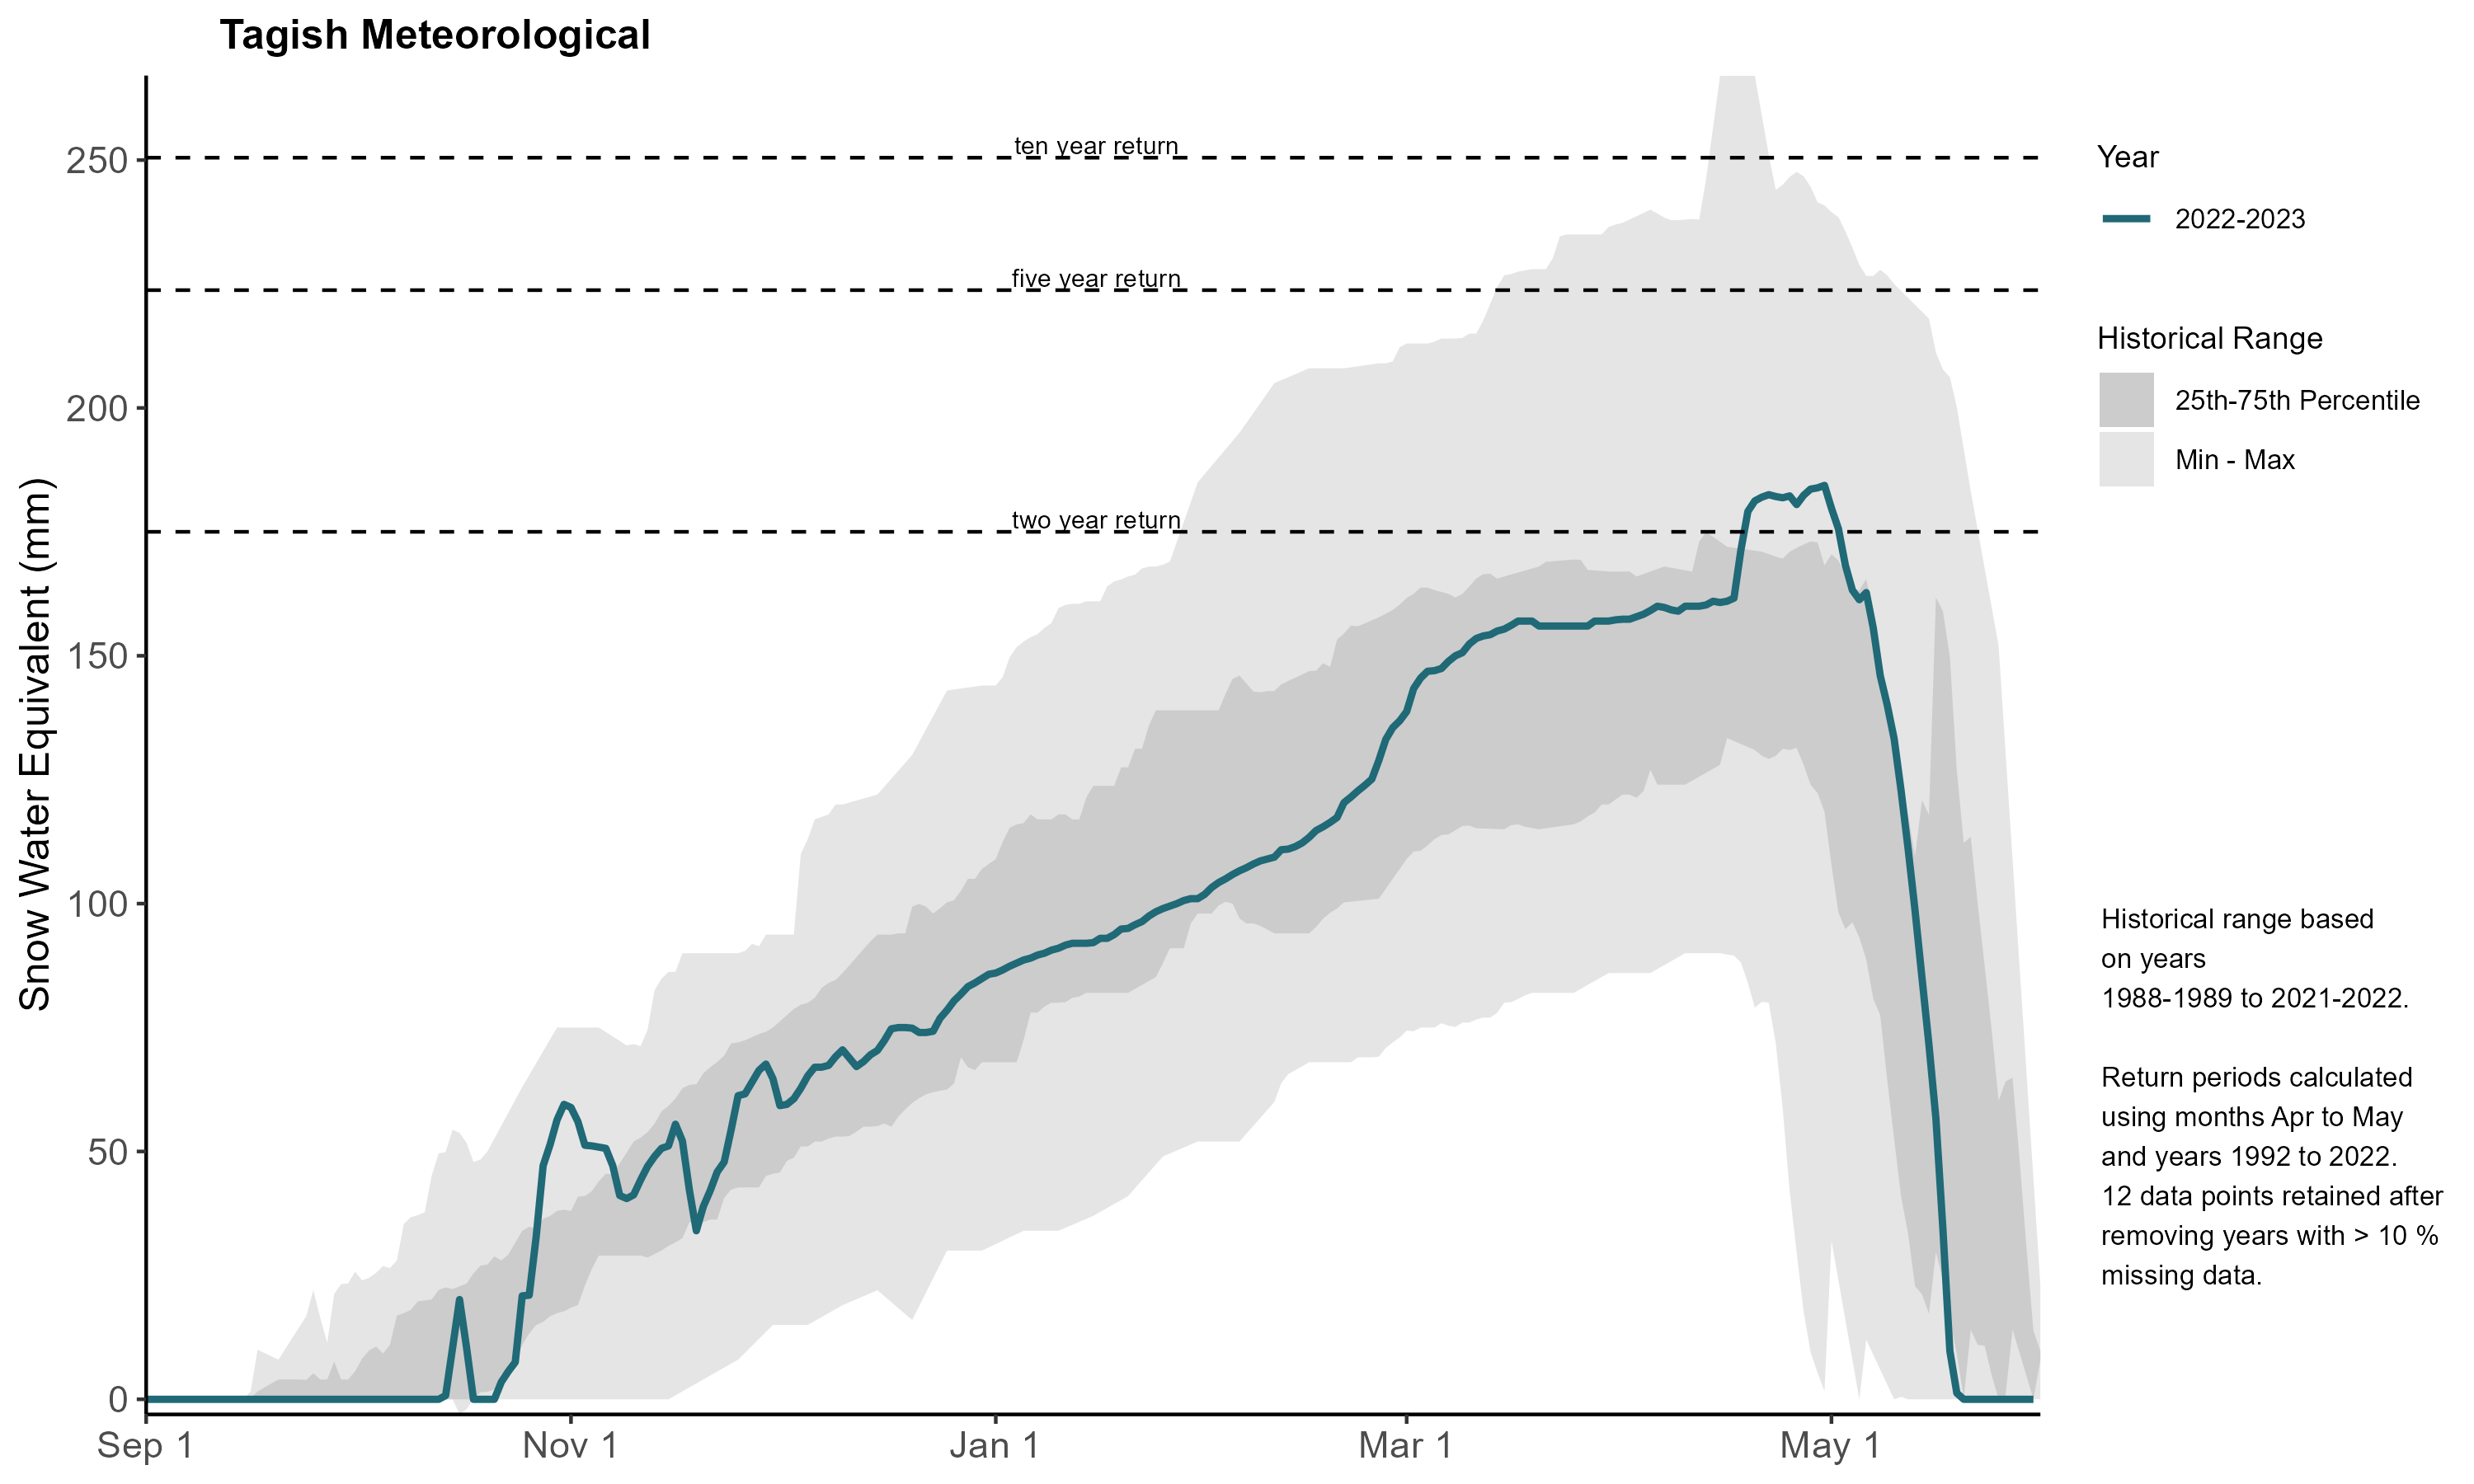 Tagish Meteorological
Snow Water Equivalent (mm)
250
200
150
100
50
0
Sep 1
Nov 1
Jan 1
Mar 1
May 1
ten year return
five year return
two year return
Year
2022-2023
Historical Range
25th-75th Percentile
Min - Max
Historical range based
on years
1988-1989 to 2021-2022.
Return periods calculated
using months Apr to May
and years 1992 to 2022.
12 data points retained after
removing years with > 10 %
missing data.